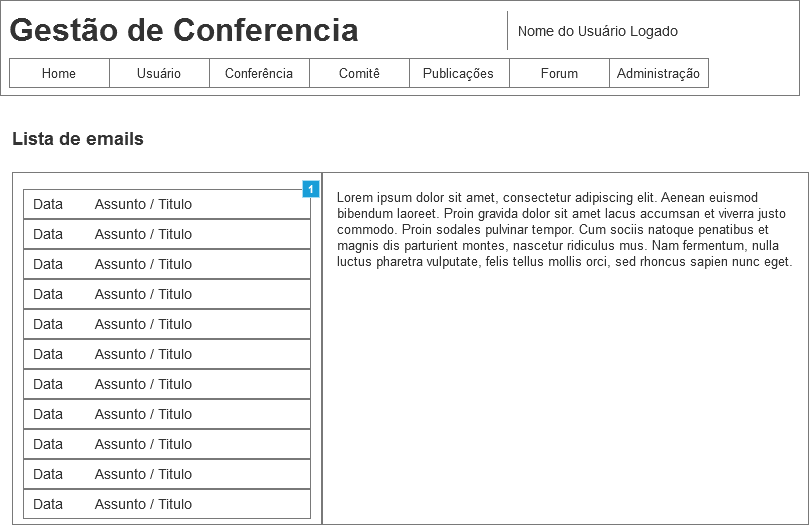 Gestão de Conferencia
Nome do Usuário Logado
Home Usuário Conferência Comitê Publicações Forum Administração
Lista de emails
1
Data Assunto / Titulo
Data Assunto / Titulo
Data Assunto / Titulo
Data Assunto / Titulo
Data Assunto / Titulo
Data Assunto / Titulo
Data Assunto / Titulo
Data Assunto / Titulo
Data Assunto / Titulo
Data Assunto / Titulo
Data Assunto / Titulo
Lorem ipsum dolor sit amet, consectetur adipiscing elit. Aenean euismod
bibendum laoreet. Proin gravida dolor sit amet lacus accumsan et viverra justo
commodo. Proin sodales pulvinar tempor. Cum sociis natoque penatibus et
magnis dis parturient montes, nascetur ridiculus mus. Nam fermentum, nulla
luctus pharetra vulputate, felis tellus mollis orci, sed rhoncus sapien nunc eget.